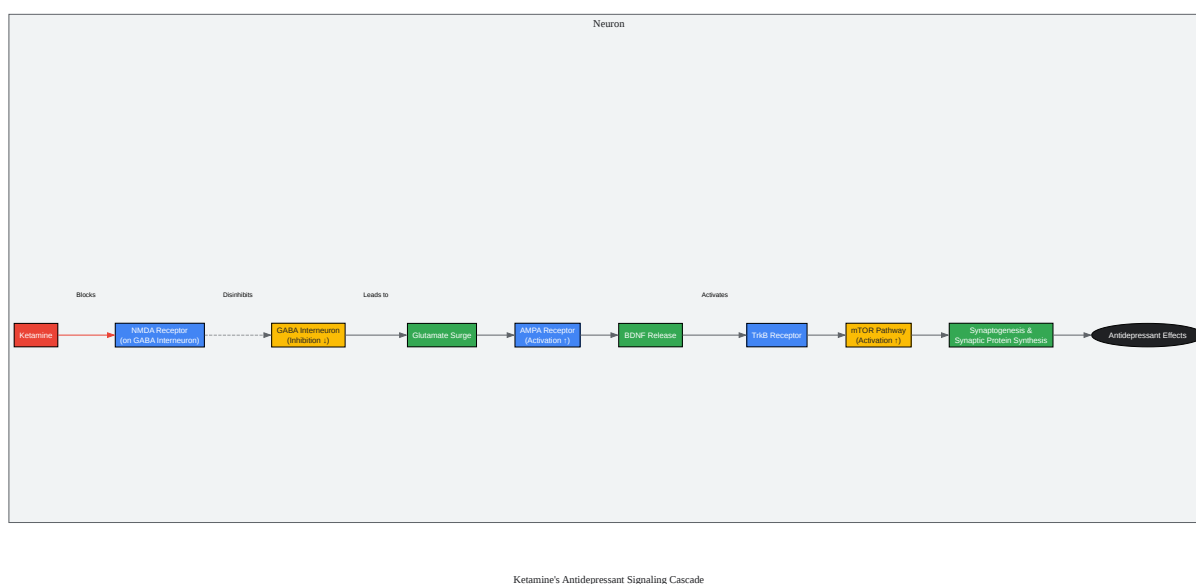 Neuron
Blocks
Disinhibits
Leads to
Activates
Ketamine
NMDA Receptor
(on GABA Interneuron)
GABA Interneuron
(Inhibition ↓)
Glutamate Surge
AMPA Receptor
(Activation ↑)
BDNF Release
TrkB Receptor
mTOR Pathway
(Activation ↑)
Synaptogenesis &
Synaptic Protein Synthesis
Antidepressant Effects
Ketamine's Antidepressant Signaling Cascade